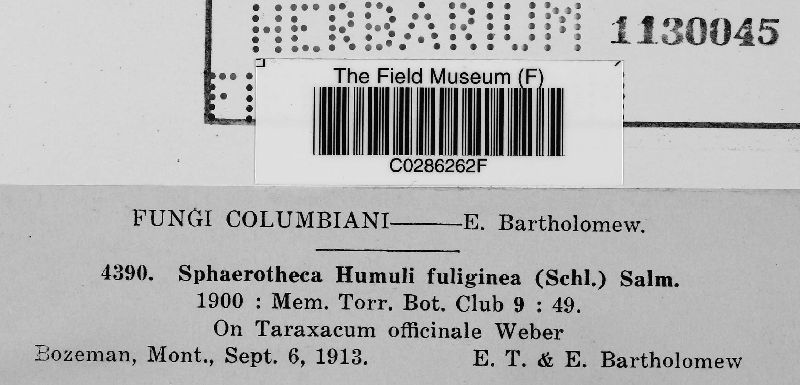 HERBARIUM 1130045
The Field Museum (F)
C0286262F
FUNGI COLUMBIANI———E. Bartholomew.
4390. Sphaerotheca Humuli fuliginea (Schl.) Salm.
1900 : Mem. Torr. Bot. Club 9 : 49.
On Taraxacum officinale Weber
Bozeman, Mont., Sept. 6, 1913. E. T. & E. Bartholomew